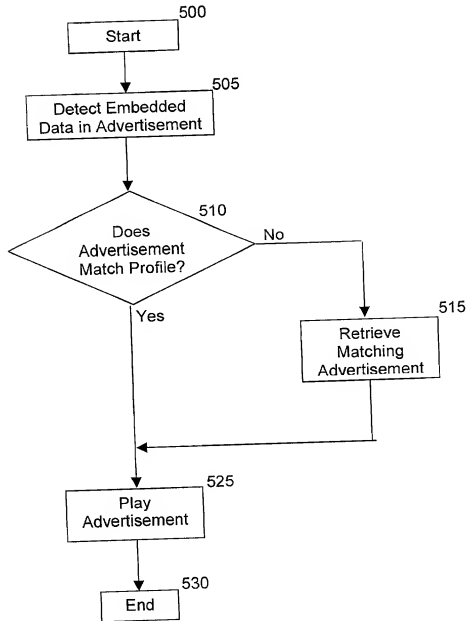 500
Start
505
Detect Embedded
Data in Advertisement
510
Does
Advertisement
Match Profile?
No
Yes
515
Retrieve
Matching
Advertisement
525
Play
Advertisement
530
End